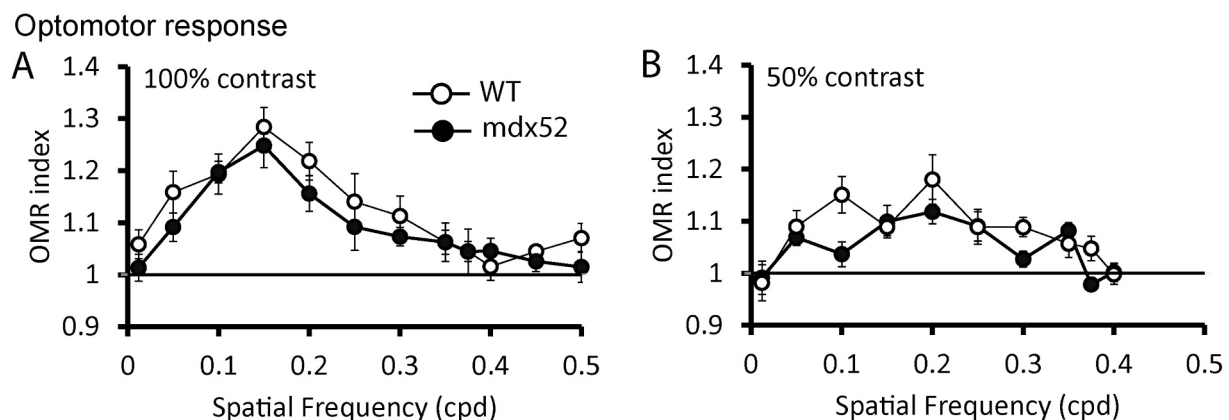 Optomotor response
A
100% contrast
WT
mdx52
OMR index
1.4
1.3
1.2
1.1
1
0.9
0 0.1 0.2 0.3 0.4 0.5
Spatial Frequency (cpd)
B
50% contrast
OMR index
1.4
1.3
1.2
1.1
1
0.9
0 0.1 0.2 0.3 0.4 0.5
Spatial Frequency (cpd)